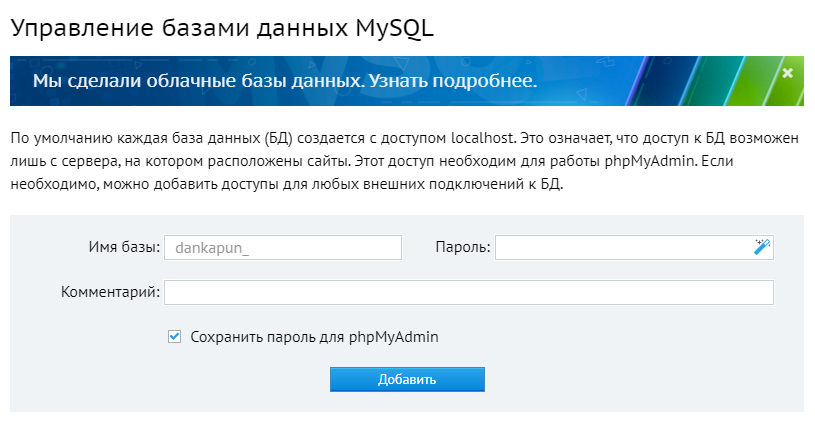 Управление базами данных MySQL
Мы сделали облачные базы данных. Узнать подробнее.
По умолчанию каждая база данных (БД) создается с доступом localhost. Это означает, что доступ к БД возможен
лишь с сервера, на котором расположены сайты. Этот доступ необходим для работы phpMyAdmin. Если
необходимо, можно добавить доступы для любых внешних подключений к БД.
Имя базы: dankapun_ Пароль:
Комментарий:
Сохранить пароль для phpMyAdmin
Добавить